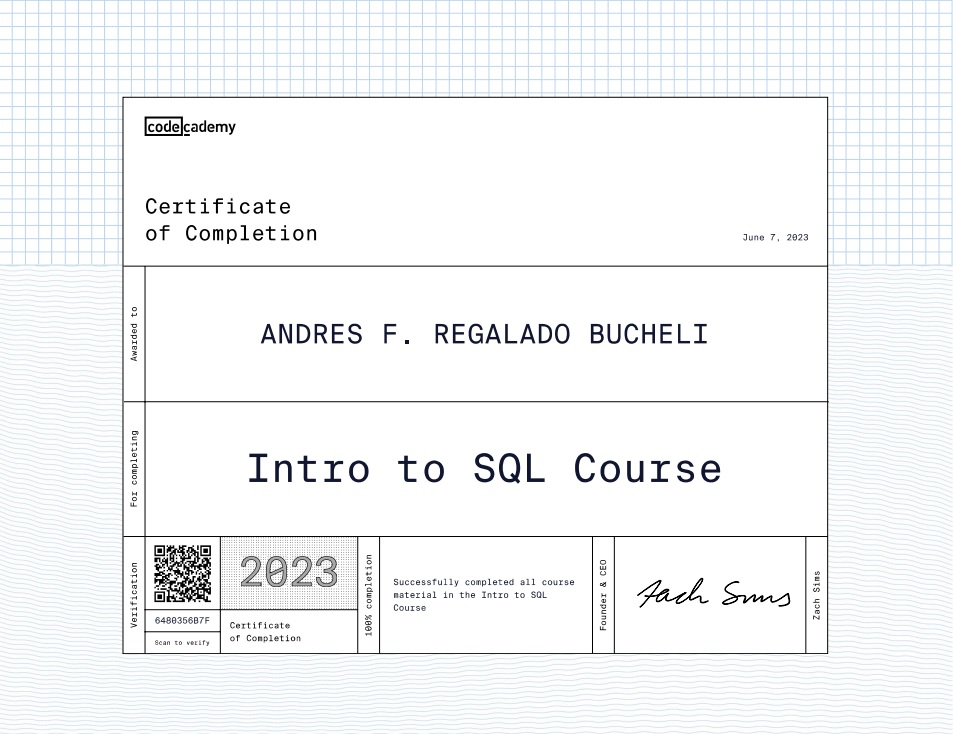 codecademy
Certificate
of Completion
June 7, 2023
Awarded to
ANDRES F. REGALADO BUCHELI
For completing
Intro to SQL Course
Verification
6480356B7F
Scan to verify
2023
Certificate
of Completion
100% completion
Successfully completed all course
material in the Intro to SQL
Course
Founder & CEO
Zach Sims
Zach Sims